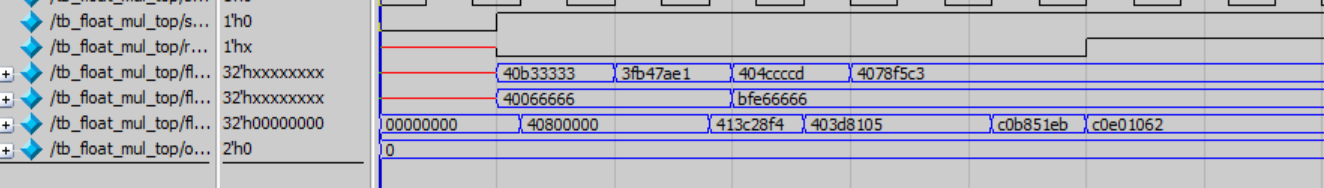 /tb_float_mul_top/s... 1'h0
/tb_float_mul_top/r... 1'hx
/tb_float_mul_top/fl... 32'hxxxxxxxx 40b33333 3fb47ae1 404ccccd 4078f5c3
/tb_float_mul_top/fl... 32'hxxxxxxxx 40066666 bfe66666
/tb_float_mul_top/fl... 32'h00000000 00000000 40800000 413c28f4 403d8105 c0b851eb c0e01062
/tb_float_mul_top/o... 2'h0 0